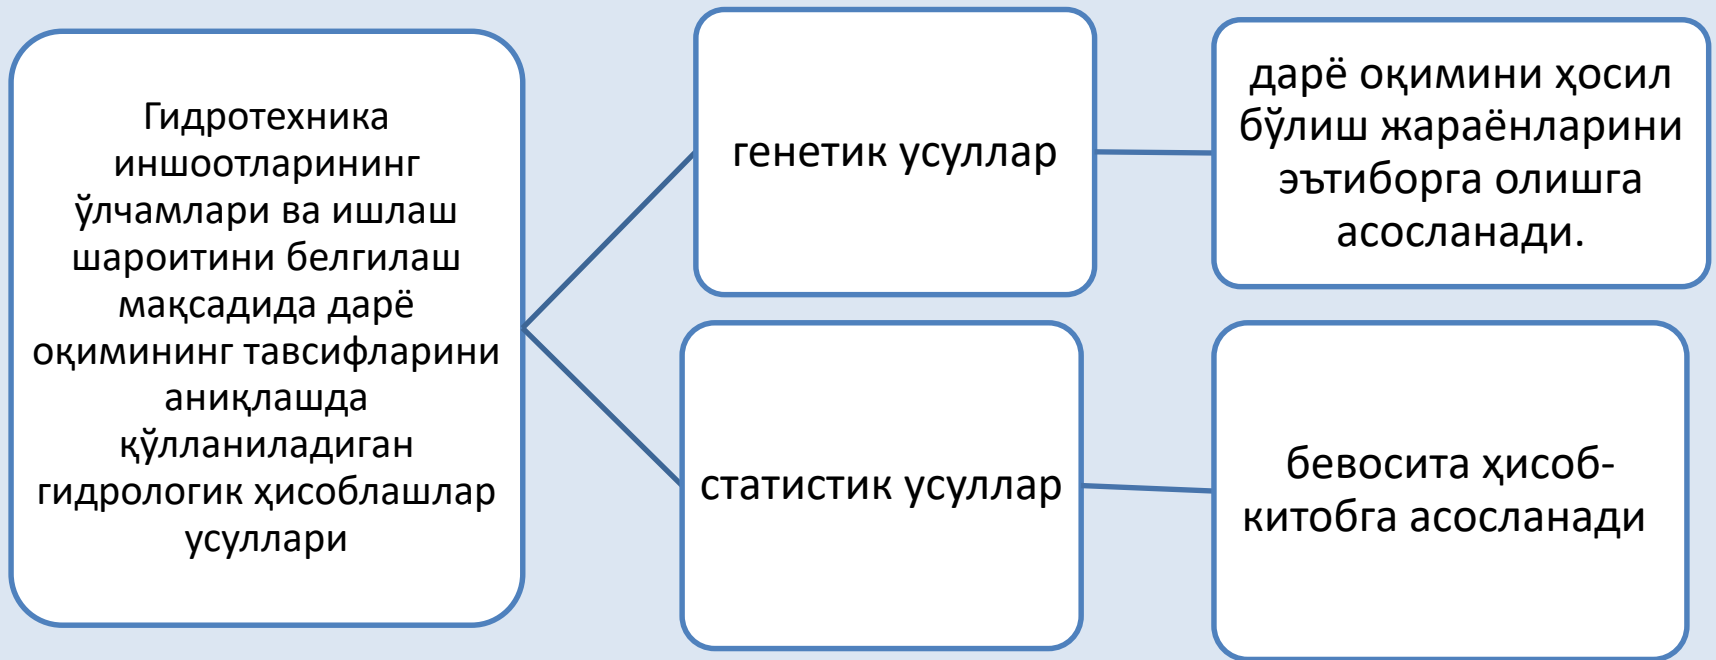 Гидротехника
иншоотларининг
ўлчамлари ва ишлаш
шароитини белгилаш
мақсадида дарё
оқимининг тавсифларини
аниқлашда
қўлланиладиган
гидрологик ҳисоблашлар
усуллари
генетик усуллар
дарё оқимини ҳосил
бўлиш жараёнларини
эътиборга олишга
асосланади.
статистик усуллар
бевосита ҳисоб-
китобга асосланади